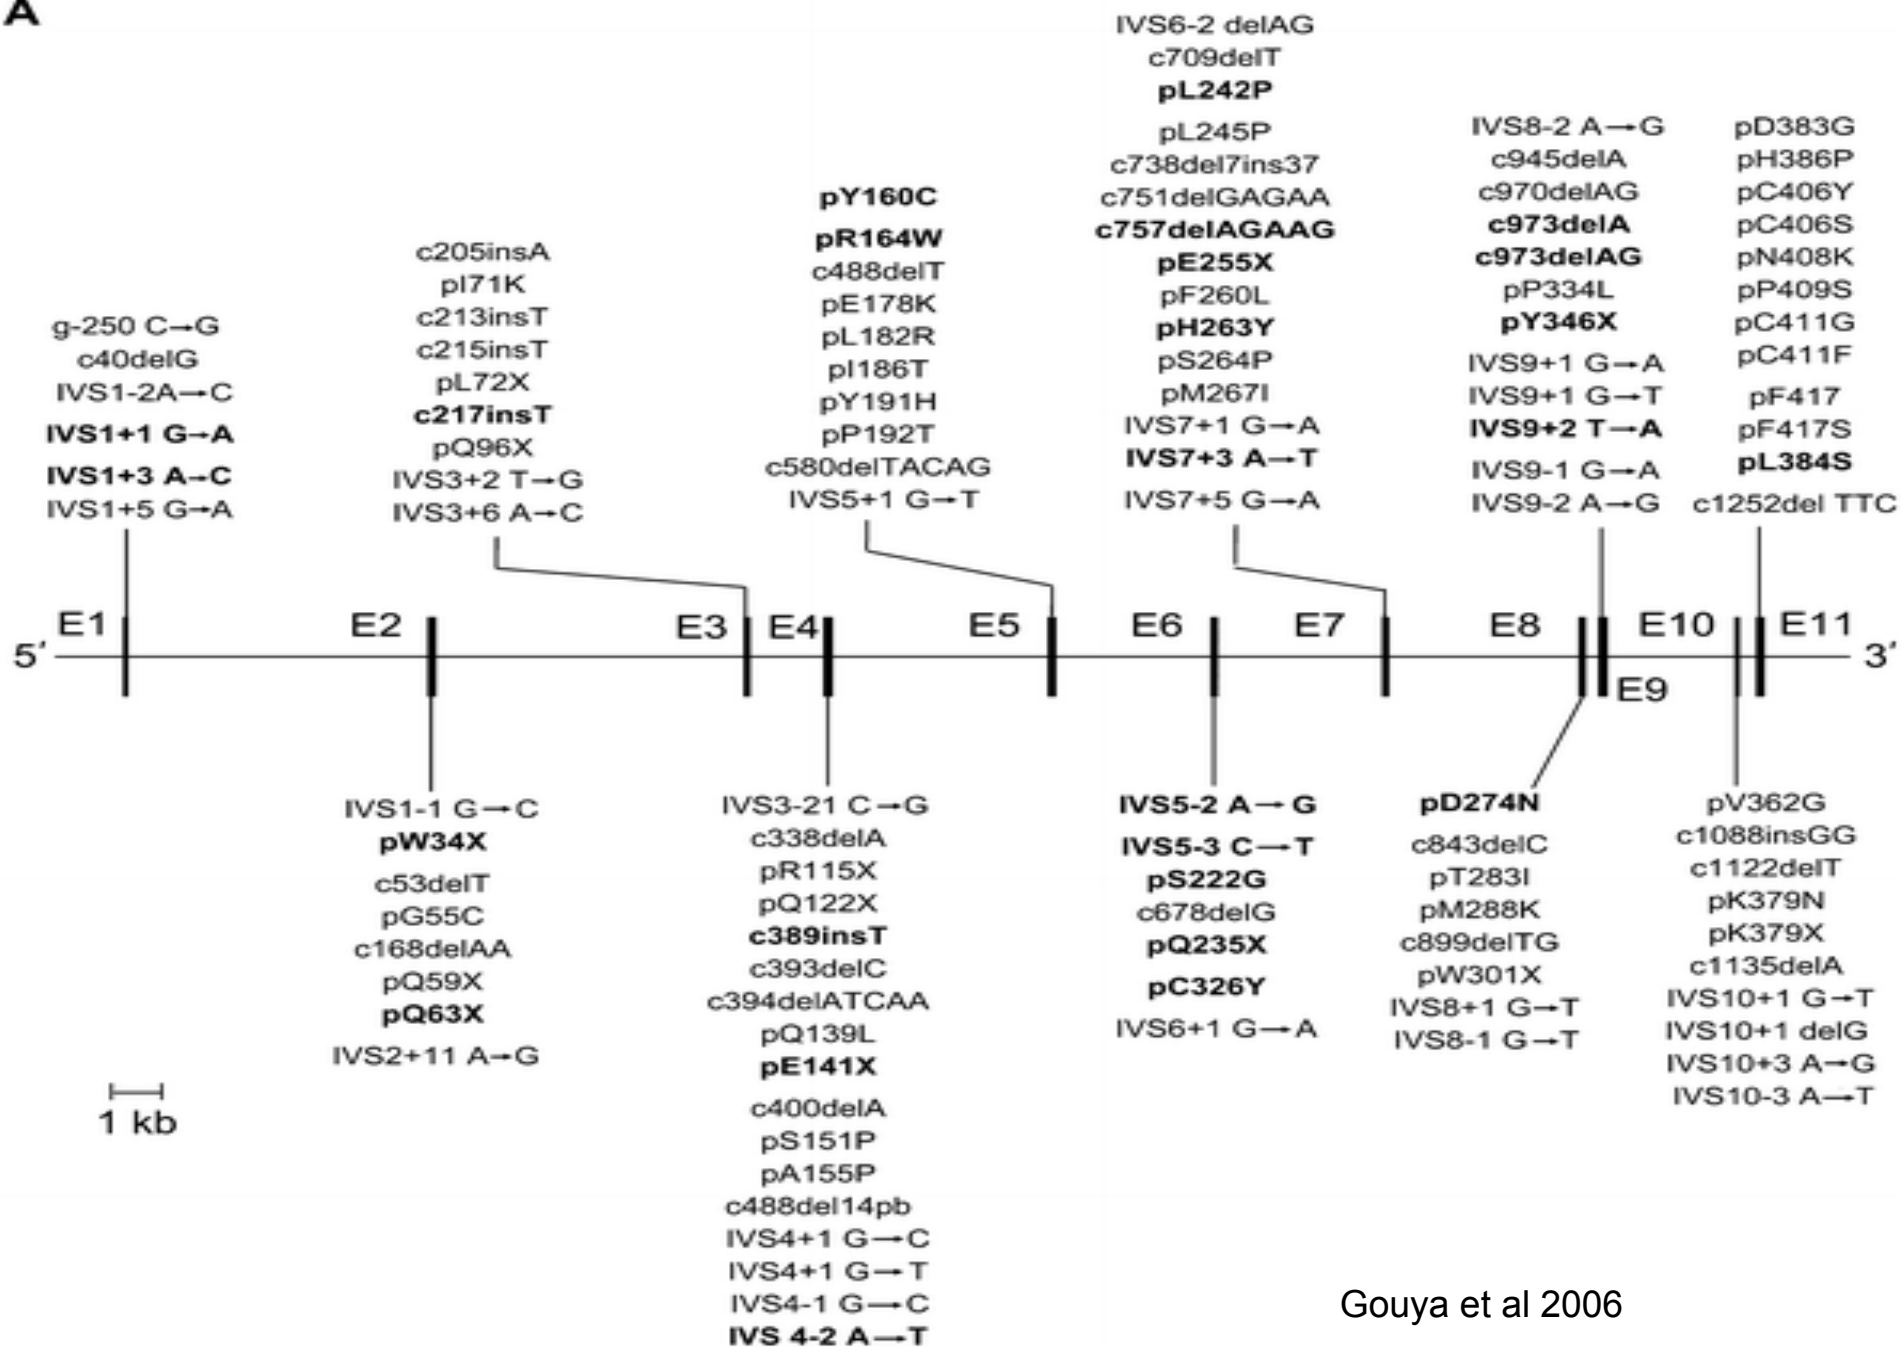 A
g-250 C→G
c40delG
IVS1-2A→C
IVS1+1 G→A
IVS1+3 A→C
IVS1+5 G→A
c205insA
pI71K
c213insT
c215insT
pL72X
c217insT
pQ96X
IVS3+2 T→G
IVS3+6 A→C
pY160C
pR164W
c488delT
pE178K
pL182R
pI186T
pY191H
pP192T
c580delTACAG
IVS5+1 G→T
IVS6-2 delAG
c709delT
pL242P
pL245P
c738del7ins37
c751delGAGAA
c757delAGAAG
pE255X
pF260L
pH263Y
pS264P
pM267I
IVS7+1 G→A
IVS7+3 A→T
IVS7+5 G→A
IVS8-2 A→G
c945delA
c970delAG
c973delA
c973delAG
pP334L
pY346X
IVS9+1 G→A
IVS9+1 G→T
IVS9+2 T→A
IVS9-1 G→A
IVS9-2 A→G
pD383G
pH386P
pC406Y
pC406S
pN408K
pP409S
pC411G
pC411F
pF417
pF417S
pL384S
c1252del TTC
5′ E1 E2 E3 E4 E5 E6 E7 E8 E9 E10 E11 3′
IVS1-1 G→C
pW34X
c53delT
pG55C
c168delAA
pQ59X
pQ63X
IVS2+11 A→G
IVS3-21 C→G
c338delA
pR115X
pQ122X
c389insT
c393delC
c394delATCAA
pQ139L
pE141X
c400delA
pS151P
pA155P
c488del14pb
IVS4+1 G→C
IVS4+1 G→T
IVS4-1 G→C
IVS 4-2 A→T
IVS5-2 A→G
IVS5-3 C→T
pS222G
c678delG
pQ235X
pC326Y
IVS6+1 G→A
pD274N
c843delC
pT283I
pM288K
c899delTG
pW301X
IVS8+1 G→T
IVS8-1 G→T
pV362G
c1088insGG
c1122delT
pK379N
pK379X
c1135delA
IVS10+1 G→T
IVS10+1 delG
IVS10+3 A→G
IVS10-3 A→T
1 kb
Gouya et al 2006